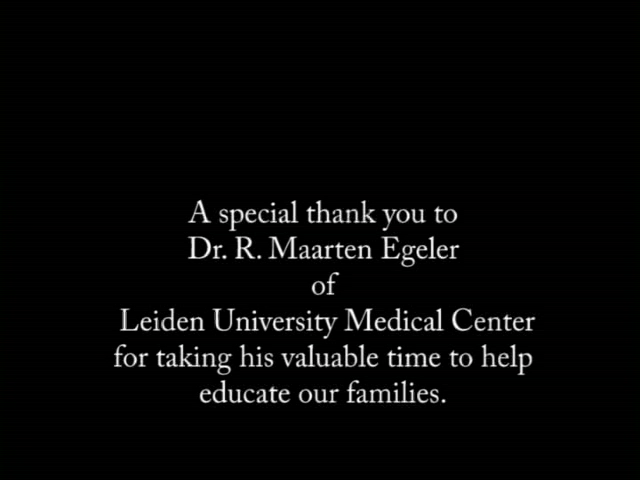 A special thank you to
Dr. R. Maarten Egeler
of
Leiden University Medical Center
for taking his valuable time to help
educate our families.